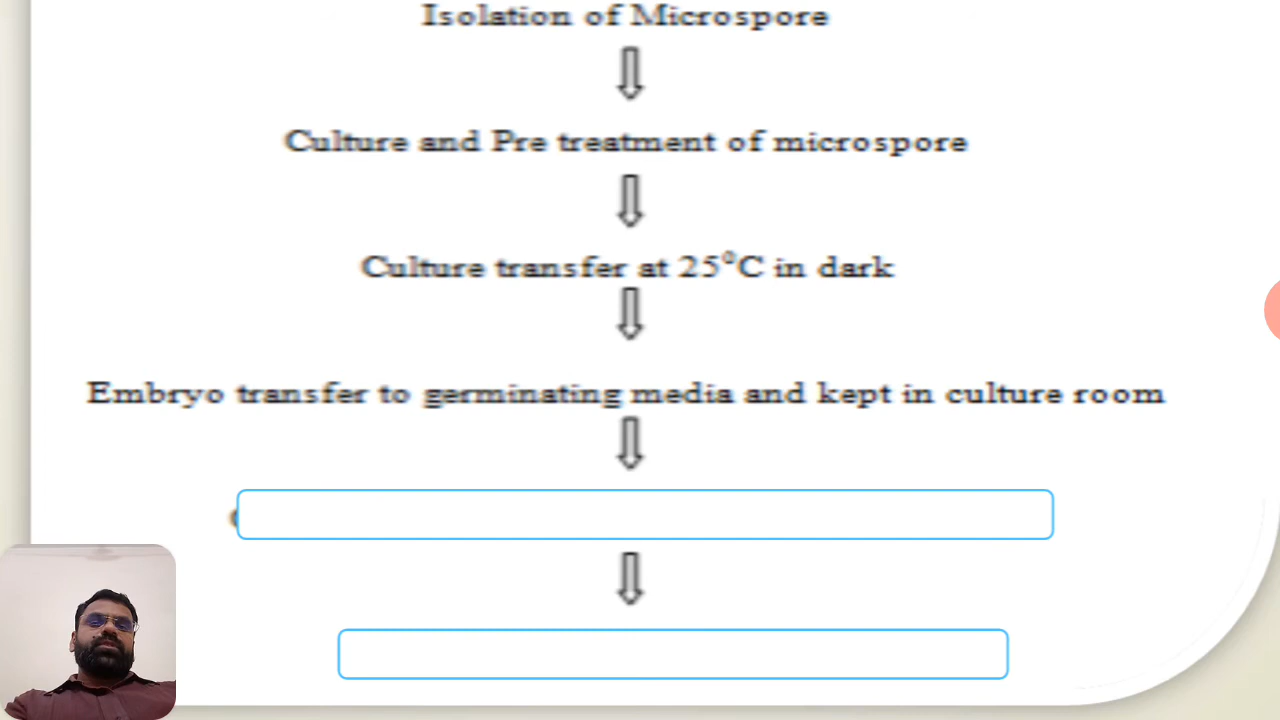 Isolation of Microspore
Culture and Pre treatment of microspore
Culture transfer at 25⁰C in dark
Embryo transfer to germinating media and kept in culture room